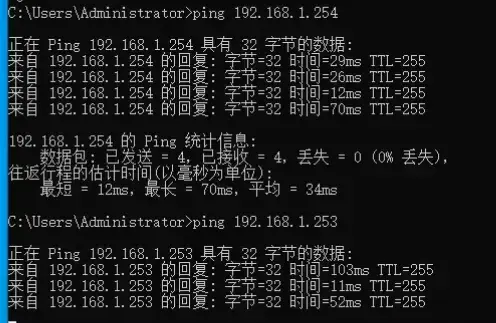 C:\Users\Administrator>ping 192.168.1.254
正在 Ping 192.168.1.254 具有 32 字节的数据:
来自 192.168.1.254 的回复: 字节=32 时间=29ms TTL=255
来自 192.168.1.254 的回复: 字节=32 时间=26ms TTL=255
来自 192.168.1.254 的回复: 字节=32 时间=12ms TTL=255
来自 192.168.1.254 的回复: 字节=32 时间=70ms TTL=255
192.168.1.254 的 Ping 统计信息:
数据包: 已发送 = 4, 已接收 = 4, 丢失 = 0 (0% 丢失),
往返行程的估计时间(以毫秒为单位):
最短 = 12ms, 最长 = 70ms, 平均 = 34ms
C:\Users\Administrator>ping 192.168.1.253
正在 Ping 192.168.1.253 具有 32 字节的数据:
来自 192.168.1.253 的回复: 字节=32 时间=103ms TTL=255
来自 192.168.1.253 的回复: 字节=32 时间=11ms TTL=255
来自 192.168.1.253 的回复: 字节=32 时间=52ms TTL=255